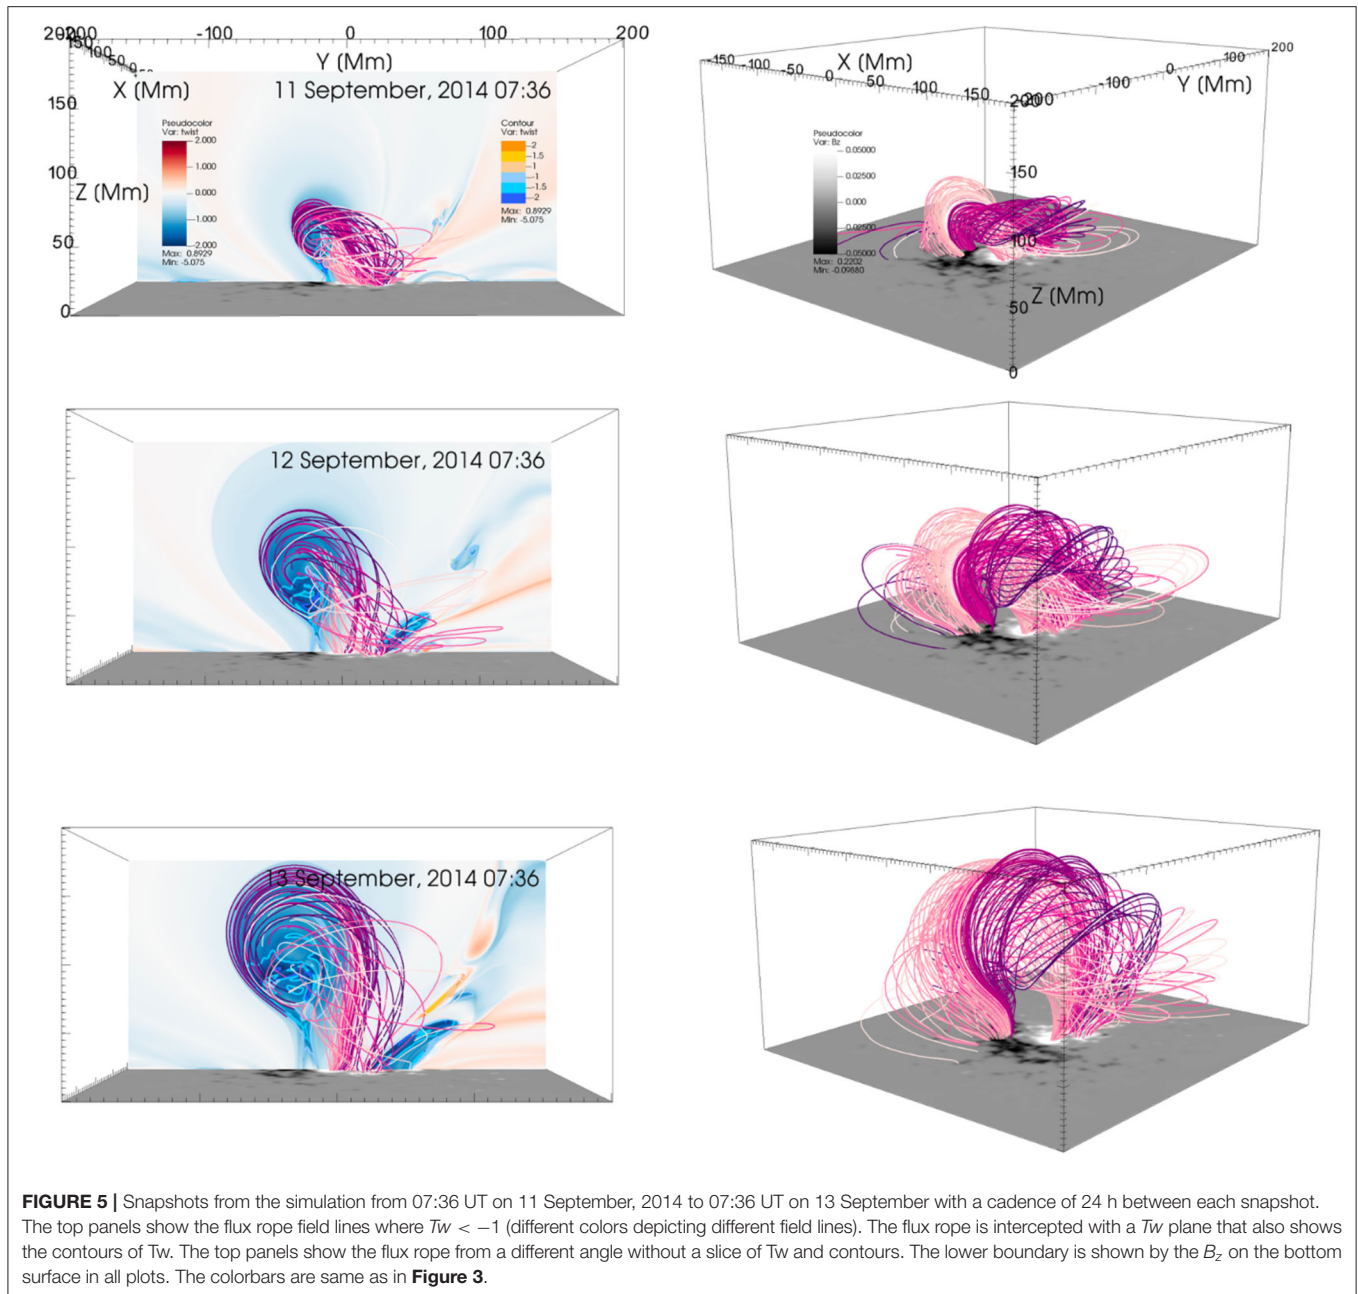 -100
0
100
200
Y (Mm)
X (Mm)
11 September, 2014 07:36
150
100
Z (Mm)
50
0
Pseudocolor
Var: twist
2.000
1.000
0.000
-1.000
-2.000
Max: 0.8929
Min: -5.075
Contour
Var: twist
2
1.5
1
-1
-1.5
-2
Max: 0.8929
Min: -5.075
-150 -100 -50 0 50 100 150
X (Mm)
-100 0 100 200
Y (Mm)
150
100
50
0
Z (Mm)
Pseudocolor
Var: Bz
0.05000
0.02500
0.000
-0.02500
-0.05000
Max: 0.2202
Min: -0.09880
12 September, 2014 07:36
13 September, 2014 07:36
FIGURE 5 | Snapshots from the simulation from 07:36 UT on 11 September, 2014 to 07:36 UT on 13 September with a cadence of 24 h between each snapshot.
The top panels show the flux rope field lines where Tw < −1 (different colors depicting different field lines). The flux rope is intercepted with a Tw plane that also shows
the contours of Tw. The top panels show the flux rope from a different angle without a slice of Tw and contours. The lower boundary is shown by the Bz on the bottom
surface in all plots. The colorbars are same as in Figure 3.